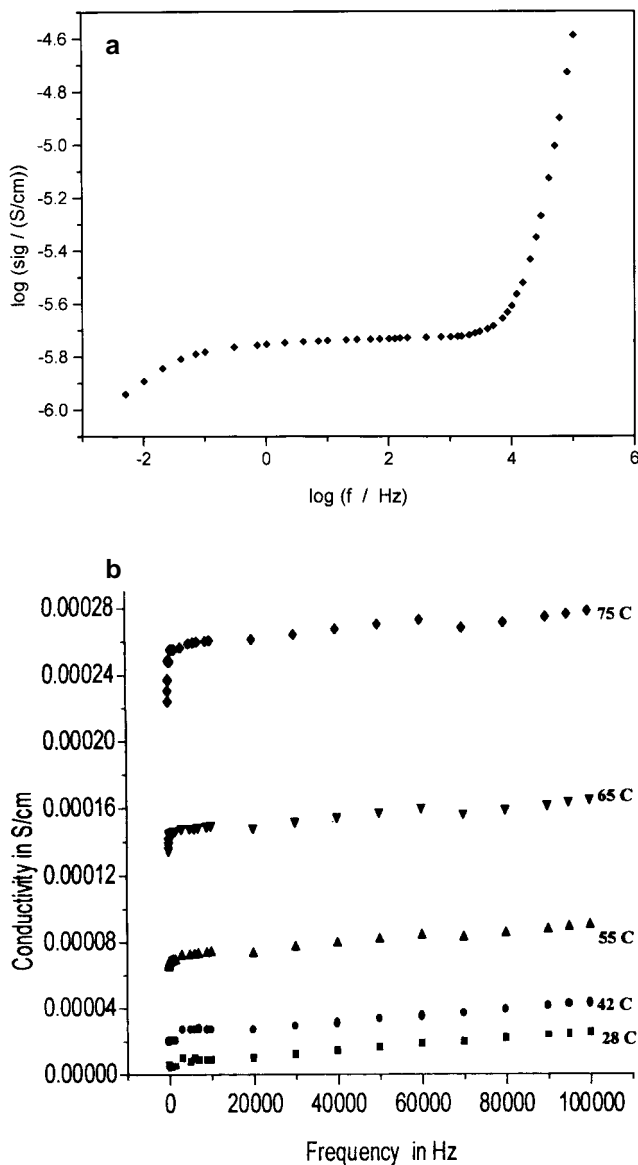 a
-4.6
-4.8
-5.0
-5.2
-5.4
-5.6
-5.8
-6.0
log (sig / (S/cm))
-2
0
2
4
6
log (f / Hz)
b
0.00028
0.00024
0.00020
0.00016
0.00012
0.00008
0.00004
0.00000
Conductivity in S/cm
75 C
65 C
55 C
42 C
28 C
0
20000
40000
60000
80000
100000
Frequency in Hz